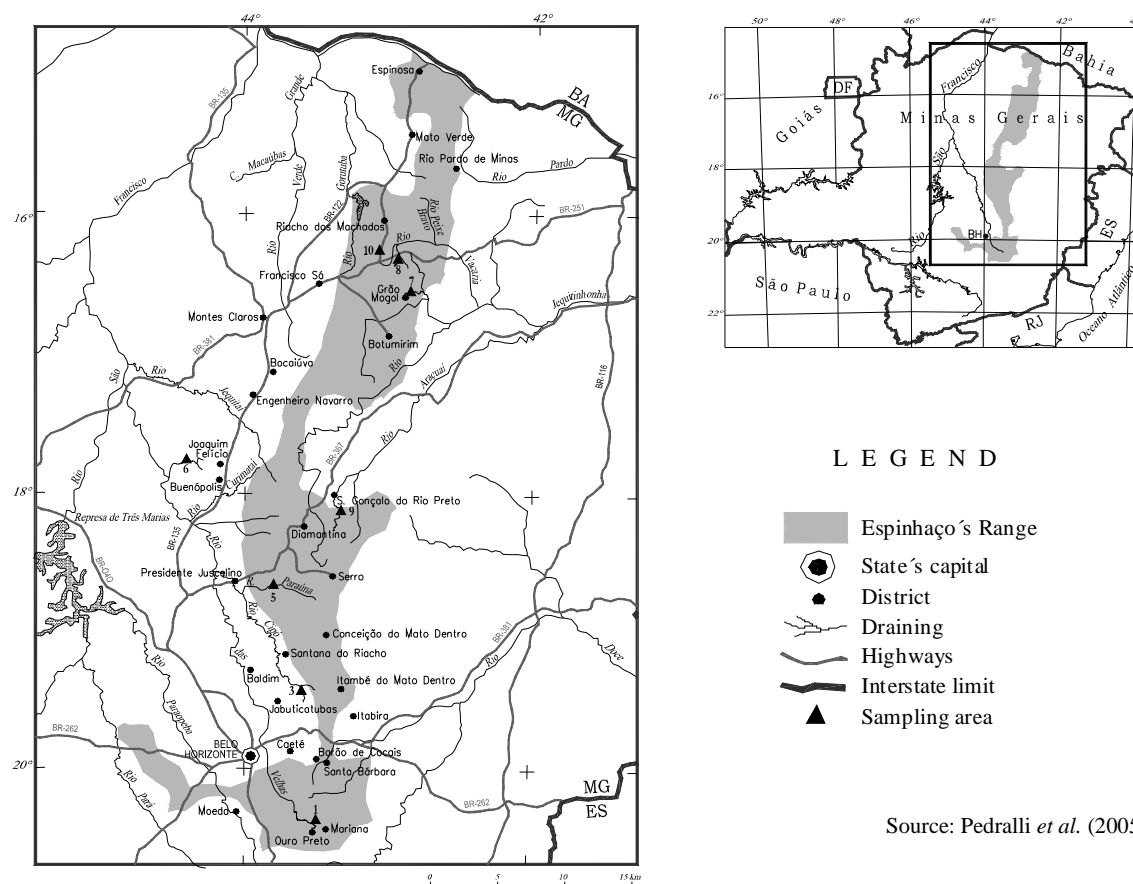 44°
42°
Espinosa
BA
MG
BR-135
Grande
Mato Verde
Rio Pardo de Minas
Pardo
Rio
C. Macaúbas
Verde
Gorutuba
Francisco
16°
BR-122
Riacho dos Machados
Rio Peixe
Bravo
BR-251
10
Rio
8
Rio
Rio
Vacaria
Francisco Sá
7
Grão
Mogol
Jequitinhonha
Montes Claros
BR-381
Botumirim
Bocaiúva
Rio
Aracuaí
BR-116
São
Rio
Jequitaí
Engenheiro Navarro
Joaquim
Felício
6
BR-367
Rio
Buenópolis
Curimataí
Rio
Rio
18°
S. Gonçalo do Rio Preto
9
Represa de Três Marias
Diamantina
BR-135
Rio
BR-040
Presidente Juscelino
R. Paraúna
5
Serro
Rio
Cipó
Conceição do Mato Dentro
BR-381
Santana do Riacho
das
Rio
Doce
Rio
Baldim
3
Itambé do Mato Dentro
Jabuticatubas
Itabira
Paraopeba
BR-262
BELO
HORIZONTE
Caeté
Barão de Cocais
Santa Bárbara
20°
Velhas
Rio
Pará
MG
ES
BR-262
Moeda
1
Mariana
Ouro Preto
0 5 10 15 km
50° 48° 46° 44° 42° 4
Bahia
Francisco
16°
DF
Goiás
Minas Gerais
São
18°
BH
20°
Rio
ES
São Paulo
22°
RJ
Oceano Atlântico
LEGEND
Espinhaço´s Range
State´s capital
District
Draining
Highways
Interstate limit
Sampling area
Source: Pedralli et al. (2005